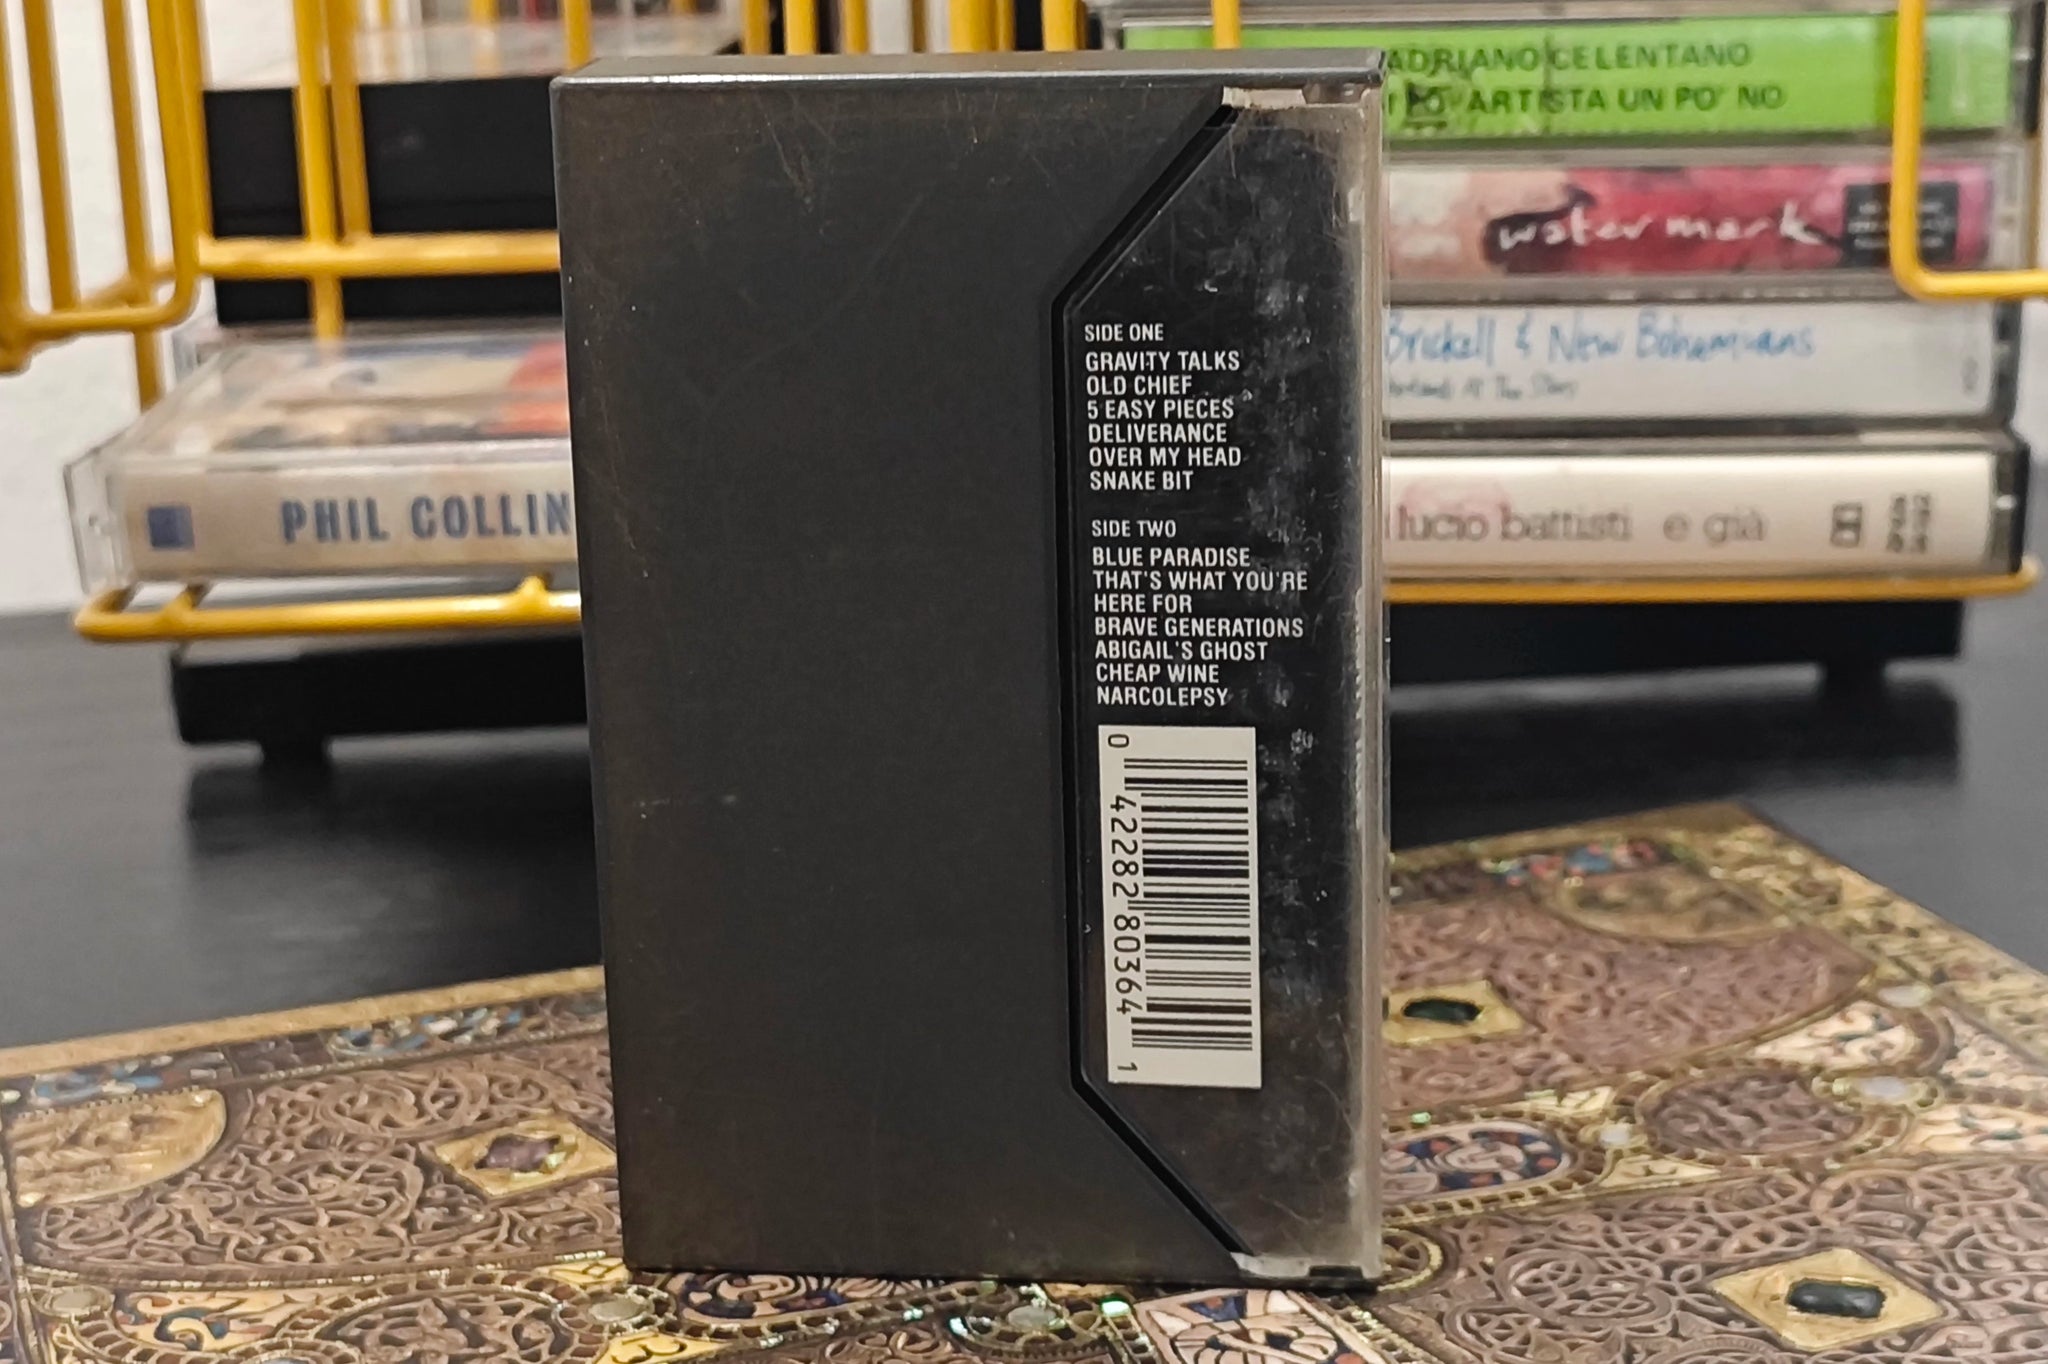 ADRIANO CELENTANO
ARTISTA UN PO' NO
watermark
Brickell & New Bohemians
PHIL COLLIN
lucio battisti e già
SIDE ONE
GRAVITY TALKS
OLD CHIEF
5 EASY PIECES
DELIVERANCE
OVER MY HEAD
SNAKE BIT
SIDE TWO
BLUE PARADISE
THAT'S WHAT YOU'RE
HERE FOR
BRAVE GENERATIONS
ABIGAIL'S GHOST
CHEAP WINE
NARCOLEPSY
0 42282 80364 1